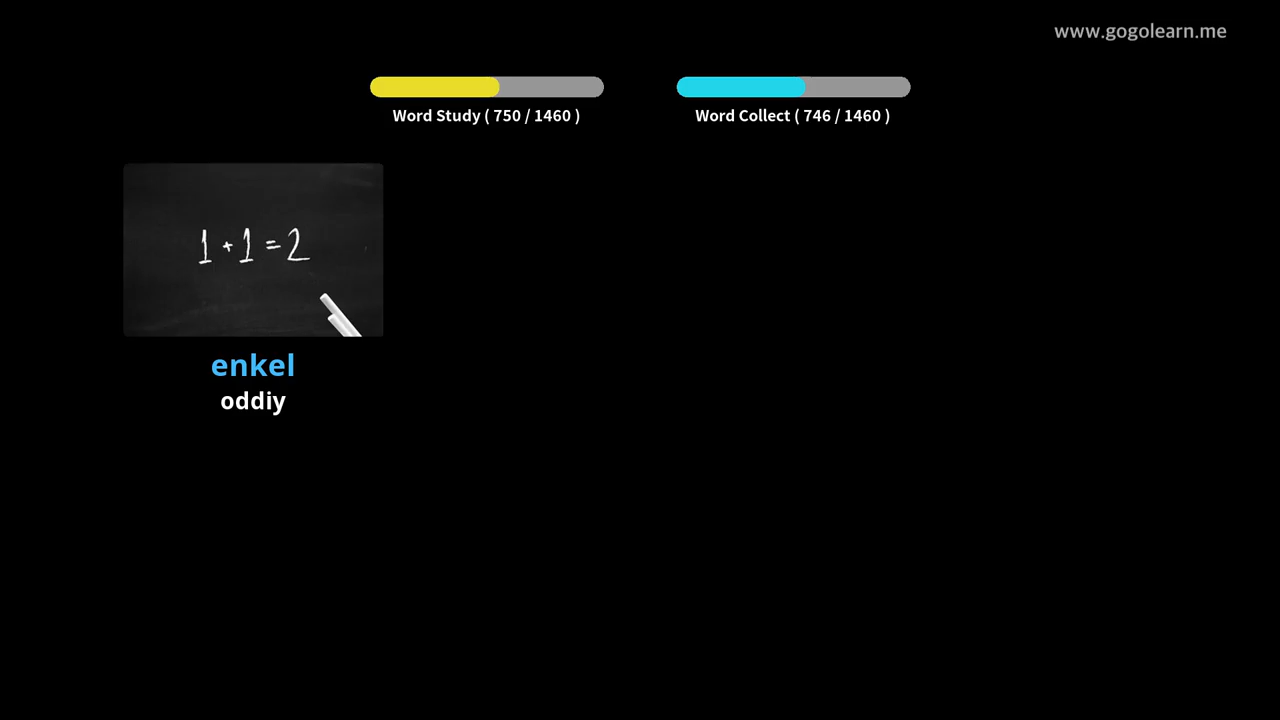 www.gogolearn.me
Word Study ( 750 / 1460 )
Word Collect ( 746 / 1460 )
1 + 1 = 2
enkel
oddiy